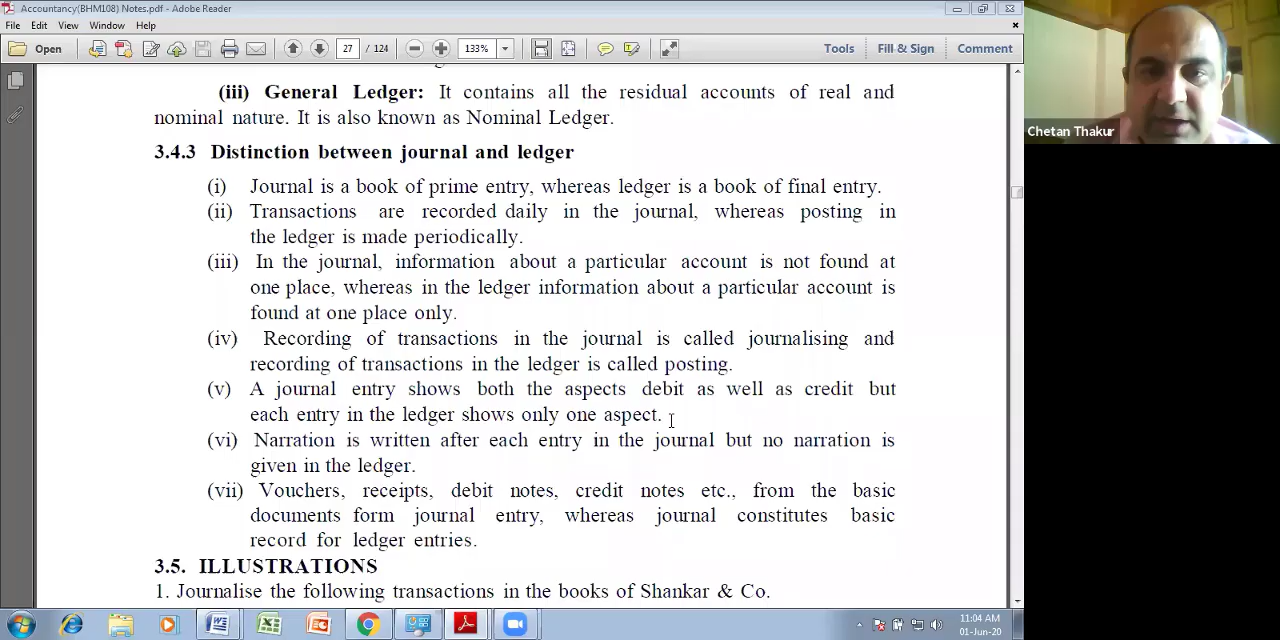 Accountancy(BHM108) Notes.pdf - Adobe Reader
File Edit View Window Help
Open 27 / 124 133% Tools Fill & Sign Comment
(iii) General Ledger: It contains all the residual accounts of real and
nominal nature. It is also known as Nominal Ledger.
3.4.3 Distinction between journal and ledger
(i) Journal is a book of prime entry, whereas ledger is a book of final entry.
(ii) Transactions are recorded daily in the journal, whereas posting in
the ledger is made periodically.
(iii) In the journal, information about a particular account is not found at
one place, whereas in the ledger information about a particular account is
found at one place only.
(iv) Recording of transactions in the journal is called journalising and
recording of transactions in the ledger is called posting.
(v) A journal entry shows both the aspects debit as well as credit but
each entry in the ledger shows only one aspect.
(vi) Narration is written after each entry in the journal but no narration is
given in the ledger.
(vii) Vouchers, receipts, debit notes, credit notes etc., from the basic
documents form journal entry, whereas journal constitutes basic
record for ledger entries.
3.5. ILLUSTRATIONS
1. Journalise the following transactions in the books of Shankar & Co.
Chetan Thakur
11:04 AM
01-Jun-20